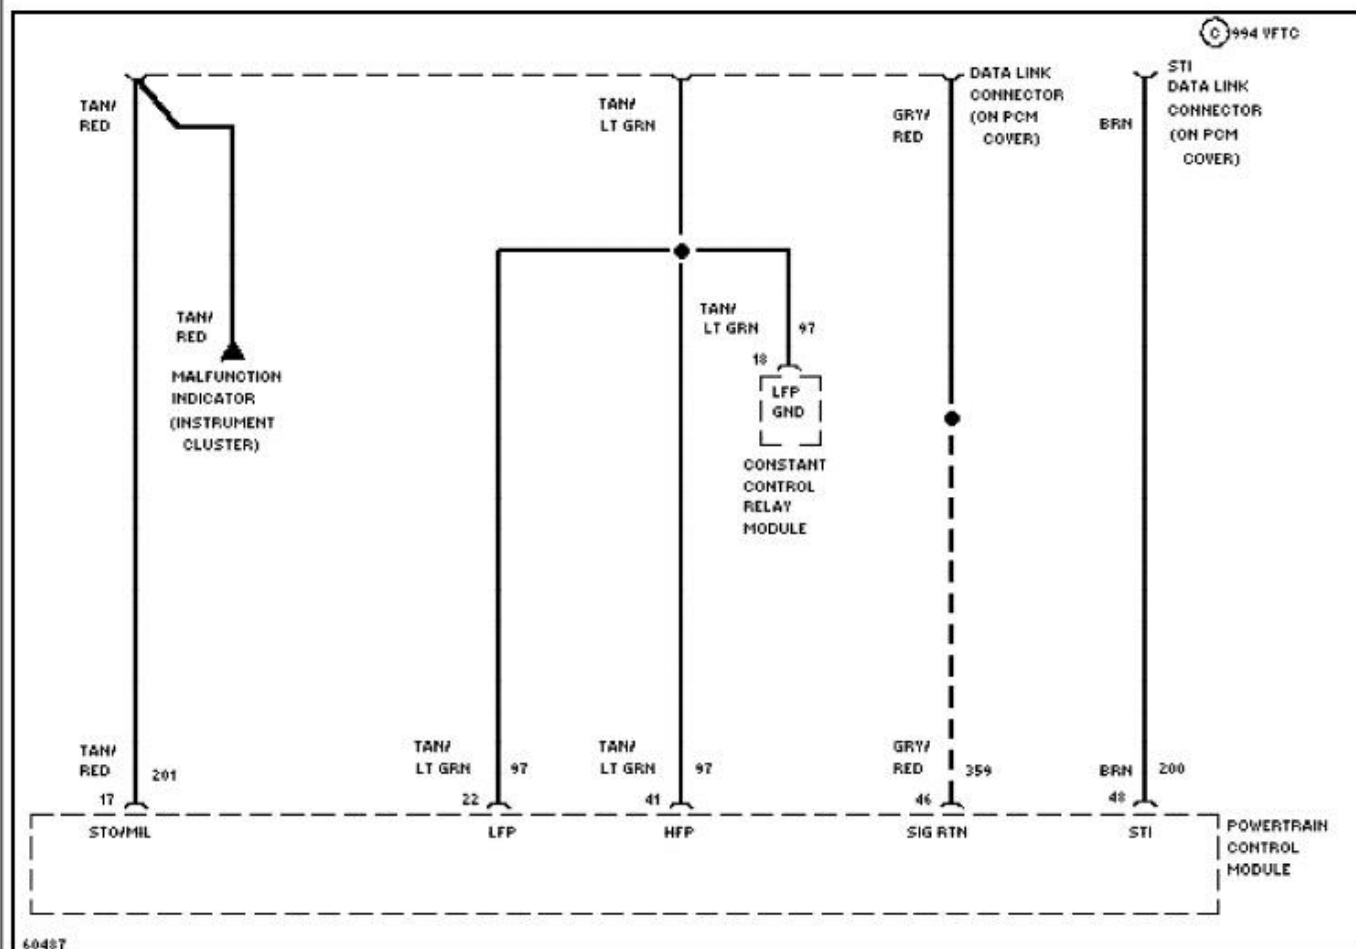 C 994 VFTC
DATA LINK
CONNECTOR
(ON PCM
COVER)
STI
DATA LINK
CONNECTOR
(ON PCM
COVER)
TAN/
RED
TAN/
LT GRN
GRY/
RED
BRN
TAN/
RED
MALFUNCTION
INDICATOR
(INSTRUMENT
CLUSTER)
TAN/
LT GRN 97
18
LFP
GND
CONSTANT
CONTROL
RELAY
MODULE
TAN/
RED 201
17
STO/MIL
TAN/
LT GRN 97
22
LFP
TAN/
LT GRN 97
41
HFP
GRY/
RED 359
46
SIG RTN
BRN 200
48
STI
POWERTRAIN
CONTROL
MODULE
60487